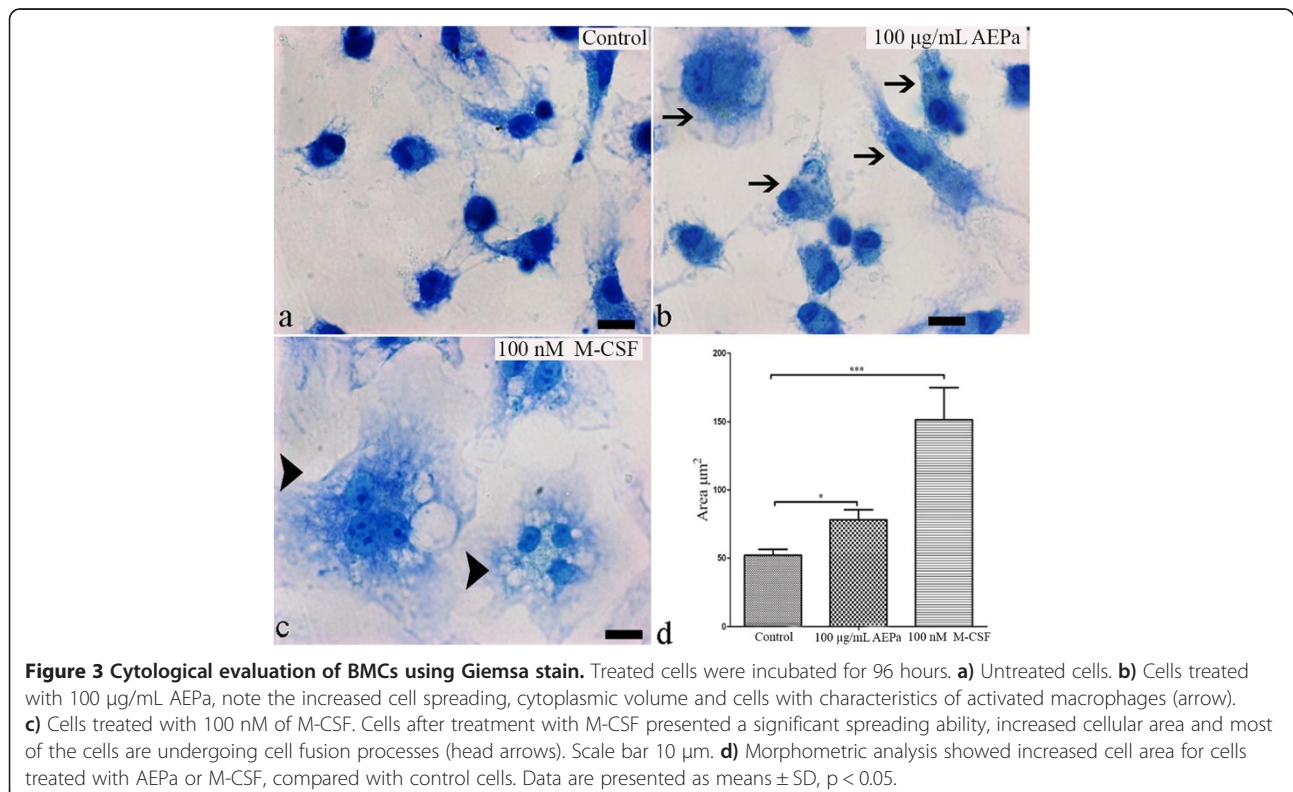 Control
100 µg/mL AEPa
a
b
100 nM M-CSF
c
200
150
100
50
0
Area µm²
***
*
Control
100 µg/mL AEPa
100 nM M-CSF
d
Figure 3 Cytological evaluation of BMCs using Giemsa stain. Treated cells were incubated for 96 hours. a) Untreated cells. b) Cells treated
with 100 µg/mL AEPa, note the increased cell spreading, cytoplasmic volume and cells with characteristics of activated macrophages (arrow).
c) Cells treated with 100 nM of M-CSF. Cells after treatment with M-CSF presented a significant spreading ability, increased cellular area and most
of the cells are undergoing cell fusion processes (head arrows). Scale bar 10 µm. d) Morphometric analysis showed increased cell area for cells
treated with AEPa or M-CSF, compared with control cells. Data are presented as means ± SD, p < 0.05.